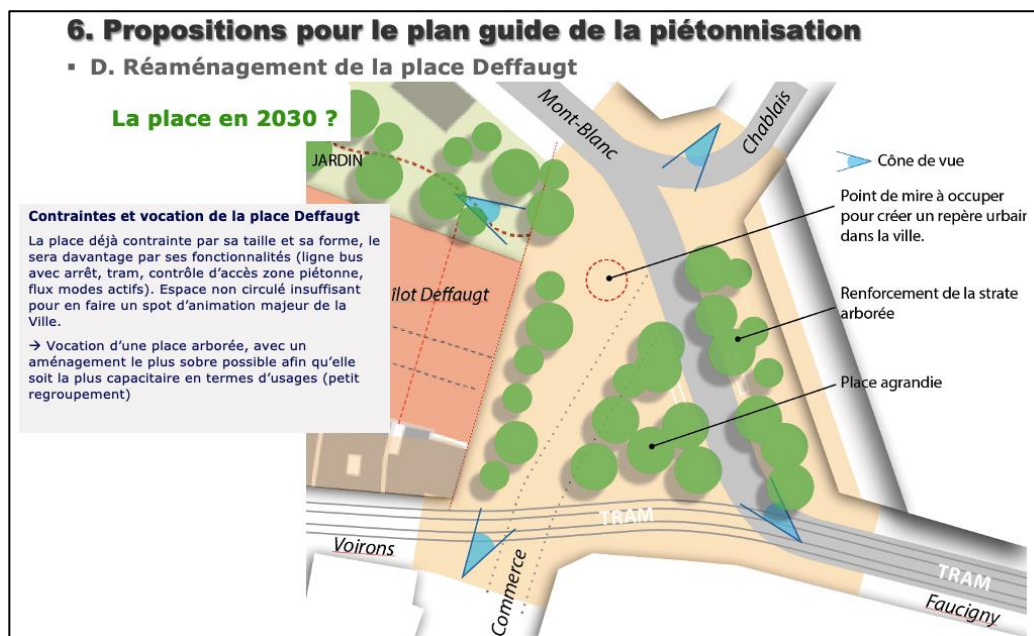 6. Propositions pour le plan guide de la piétonnisation
▪ D. Réaménagement de la place Deffaugt
La place en 2030 ?
JARDIN
Mont-Blanc
Chablais
Cône de vue
Point de mire à occuper
pour créer un repère urbain
dans la ville.
Contraintes et vocation de la place Deffaugt
La place déjà contrainte par sa taille et sa forme, le
sera davantage par ses fonctionnalités (ligne bus
avec arrêt, tram, contrôle d'accès zone piétonne,
flux modes actifs). Espace non circulé insuffisant
pour en faire un spot d'animation majeur de la
Ville.
→ Vocation d'une place arborée, avec un
aménagement le plus sobre possible afin qu'elle
soit la plus capacitaire en termes d'usages (petit
regroupement)
îlot Deffaugt
Renforcement de la strate
arborée
Place agrandie
TRAM
Voirons
Commerce
TRAM
Faucigny